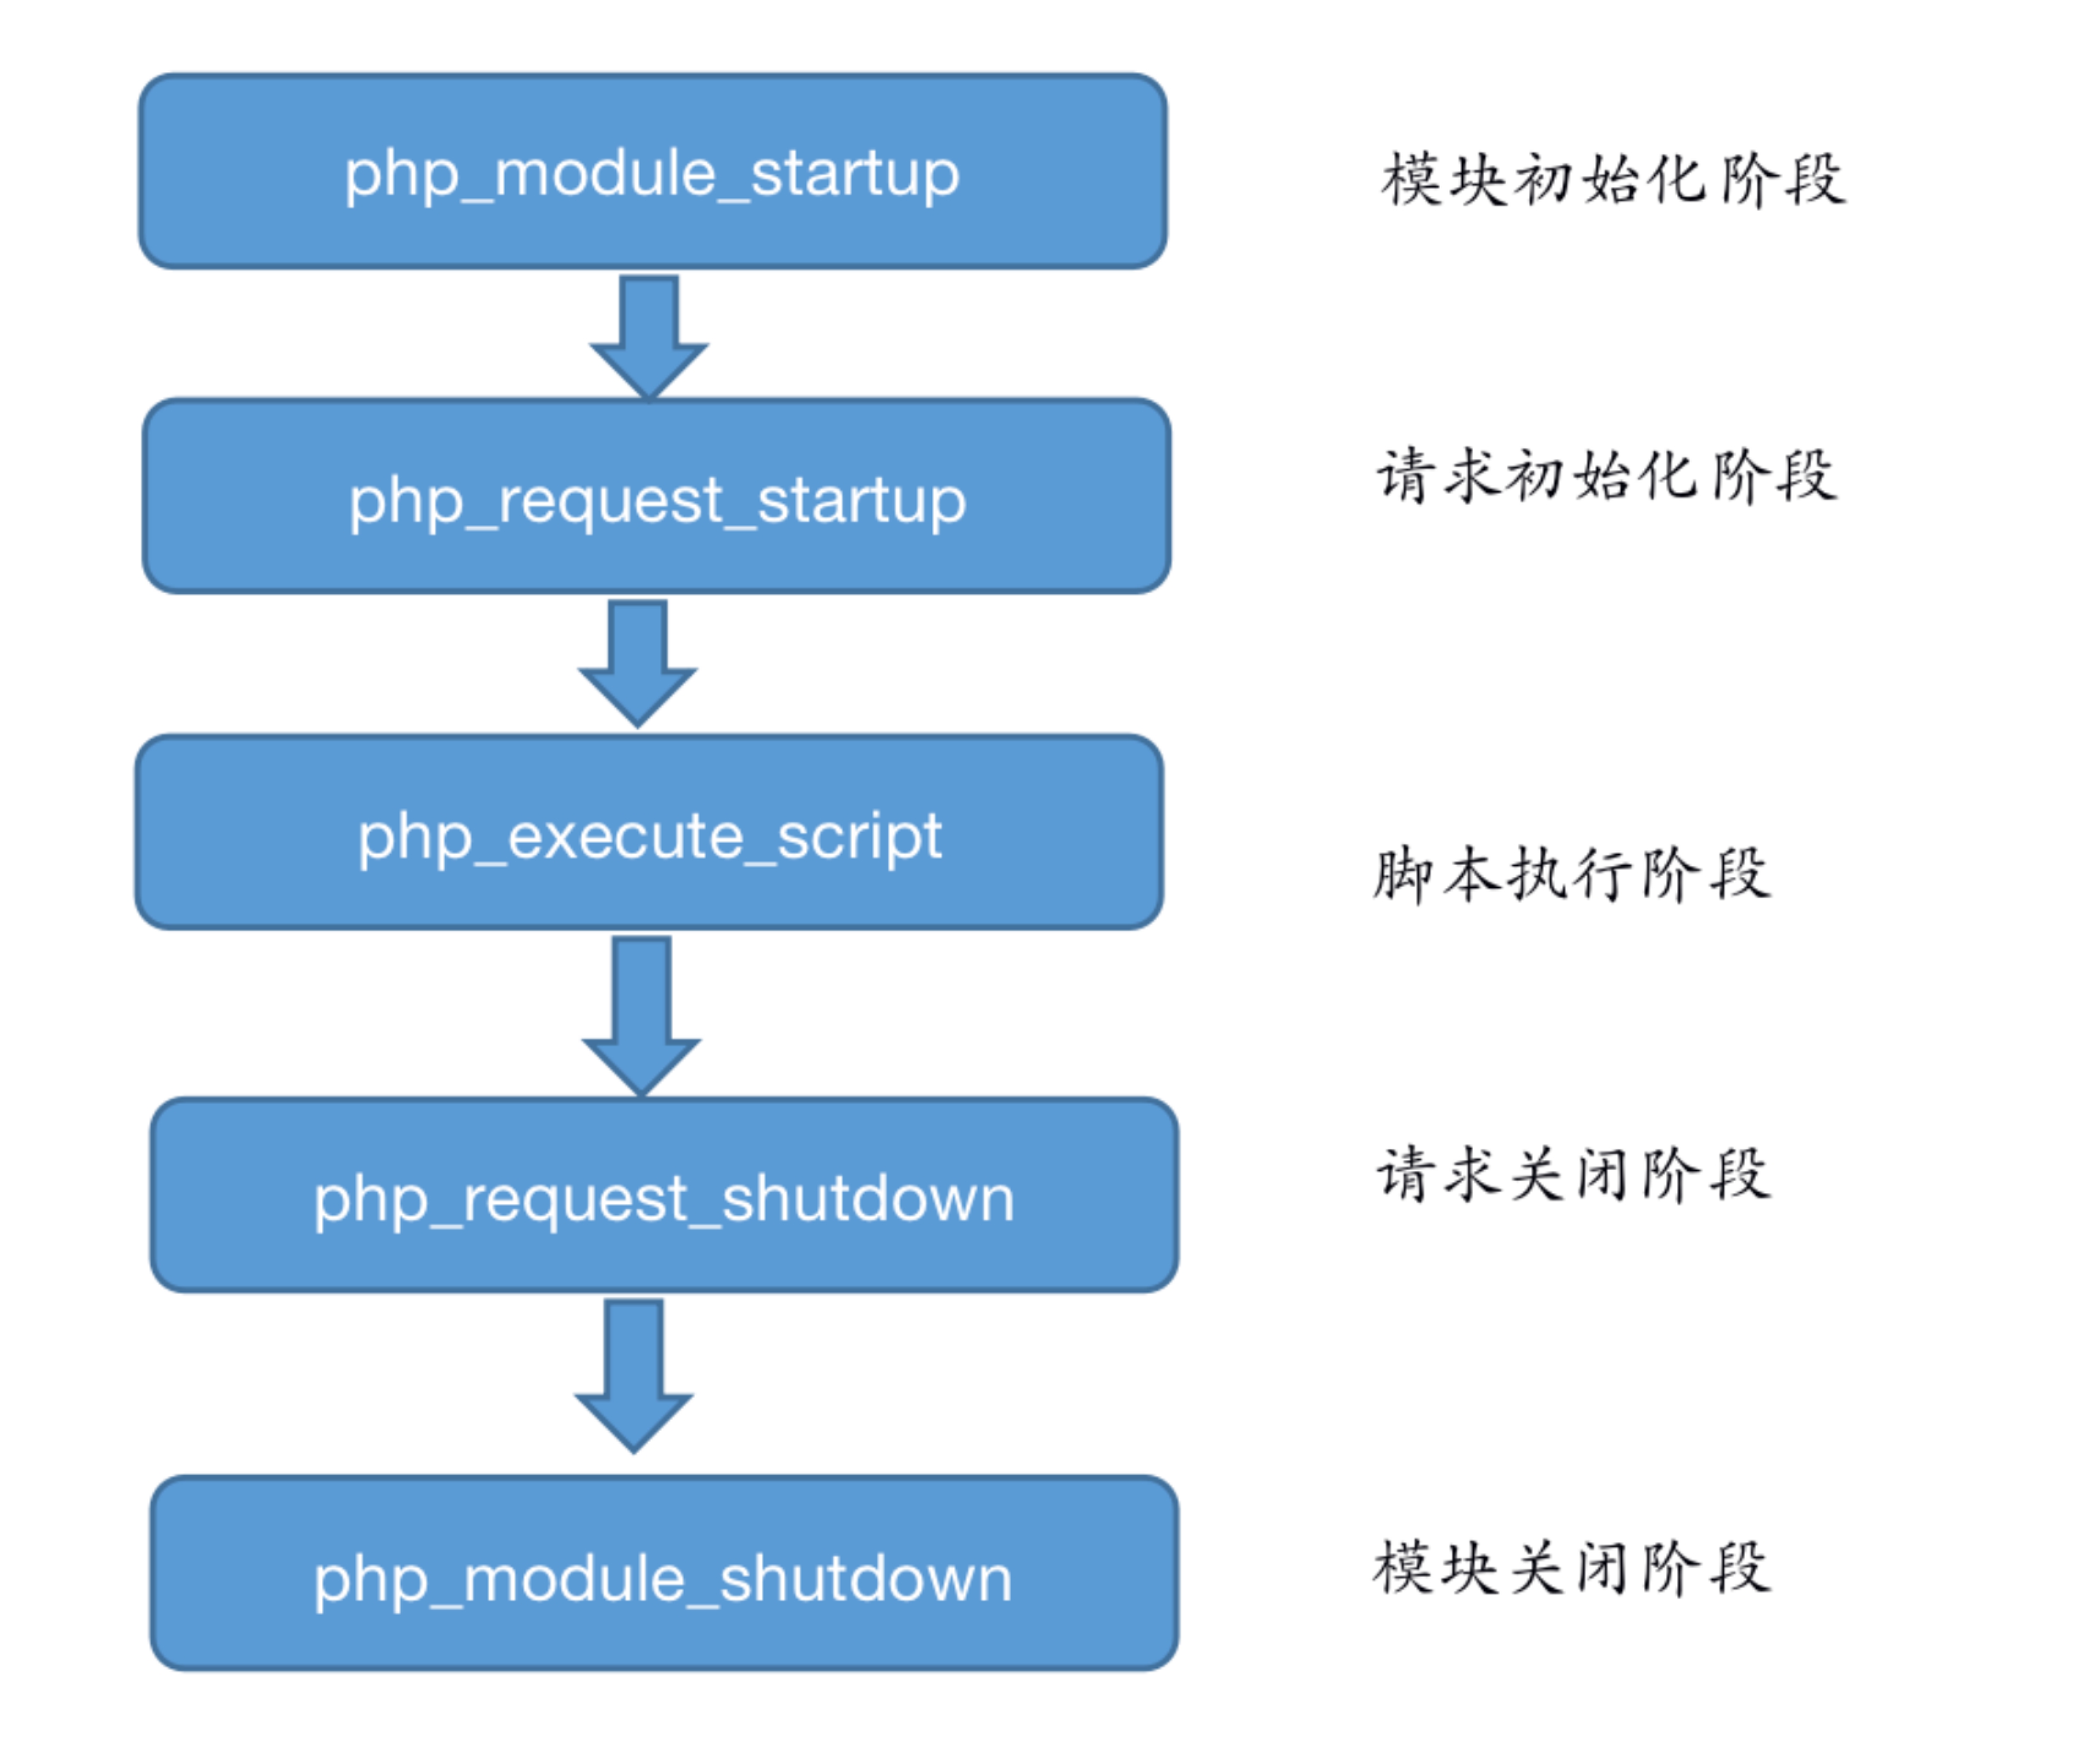 php_module_startup
模块初始化阶段
php_request_startup
请求初始化阶段
php_execute_script
脚本执行阶段
php_request_shutdown
请求关闭阶段
php_module_shutdown
模块关闭阶段